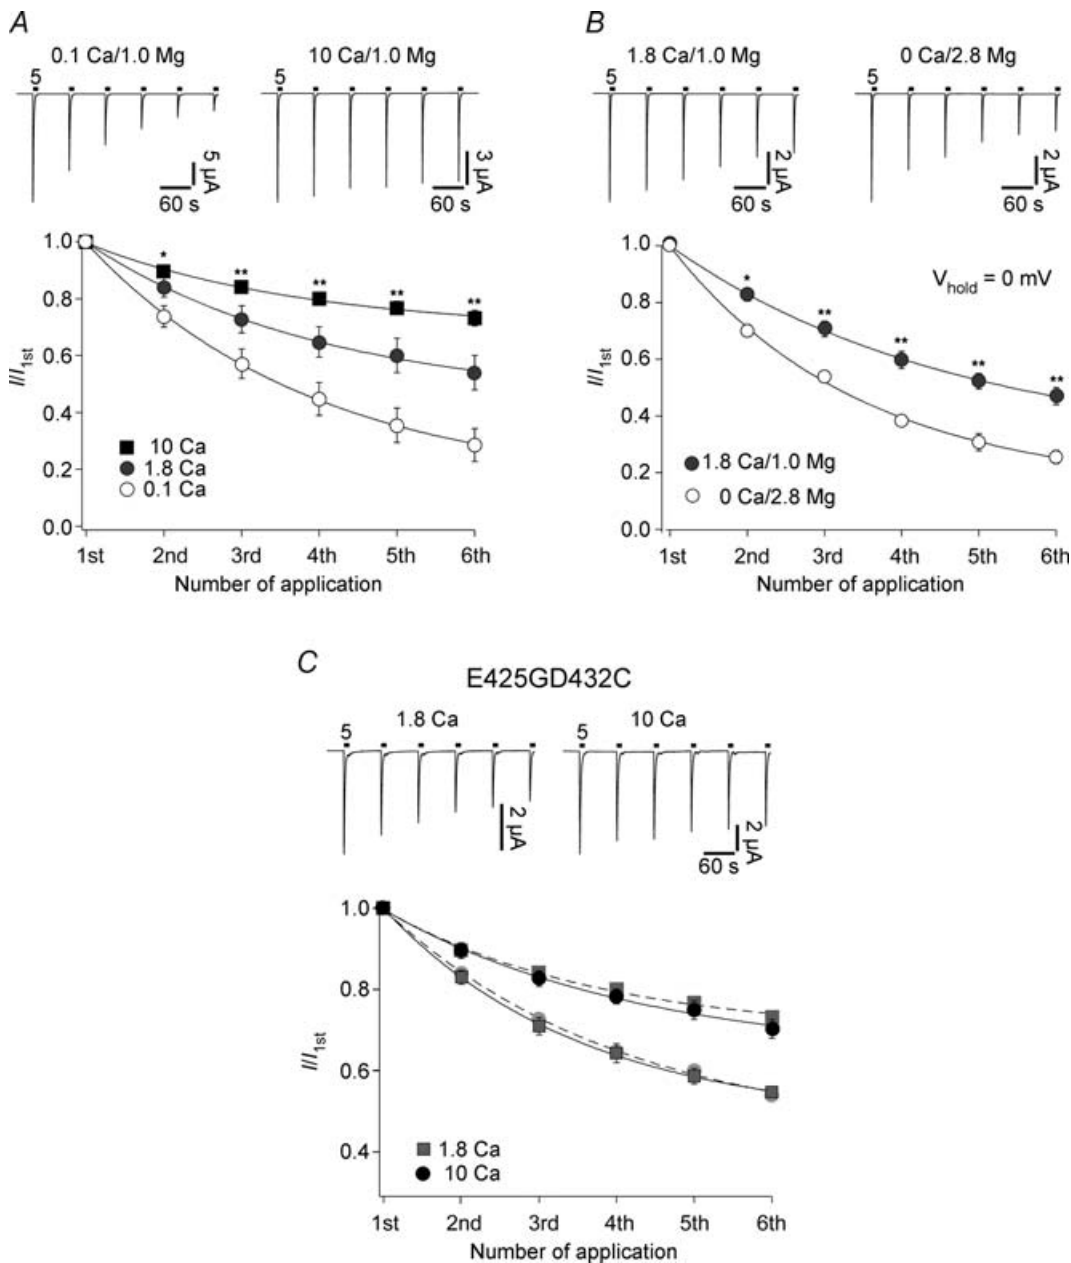 A
0.1 Ca/1.0 Mg
10 Ca/1.0 Mg
5
5
5 µA
60 s
3 µA
60 s
1.0
0.8
0.6
0.4
0.2
0.0
I/I1st
*
**
**
**
**
10 Ca
1.8 Ca
0.1 Ca
1st 2nd 3rd 4th 5th 6th
Number of application
B
1.8 Ca/1.0 Mg
0 Ca/2.8 Mg
5
5
2 µA
60 s
2 µA
60 s
1.0
0.8
0.6
0.4
0.2
0.0
I/I1st
Vhold = 0 mV
*
**
**
**
**
1.8 Ca/1.0 Mg
0 Ca/2.8 Mg
1st 2nd 3rd 4th 5th 6th
Number of application
C
E425GD432C
1.8 Ca
10 Ca
5
5
2 µA
2 µA
60 s
1.0
0.8
0.6
0.4
I/I1st
1.8 Ca
10 Ca
1st 2nd 3rd 4th 5th 6th
Number of application